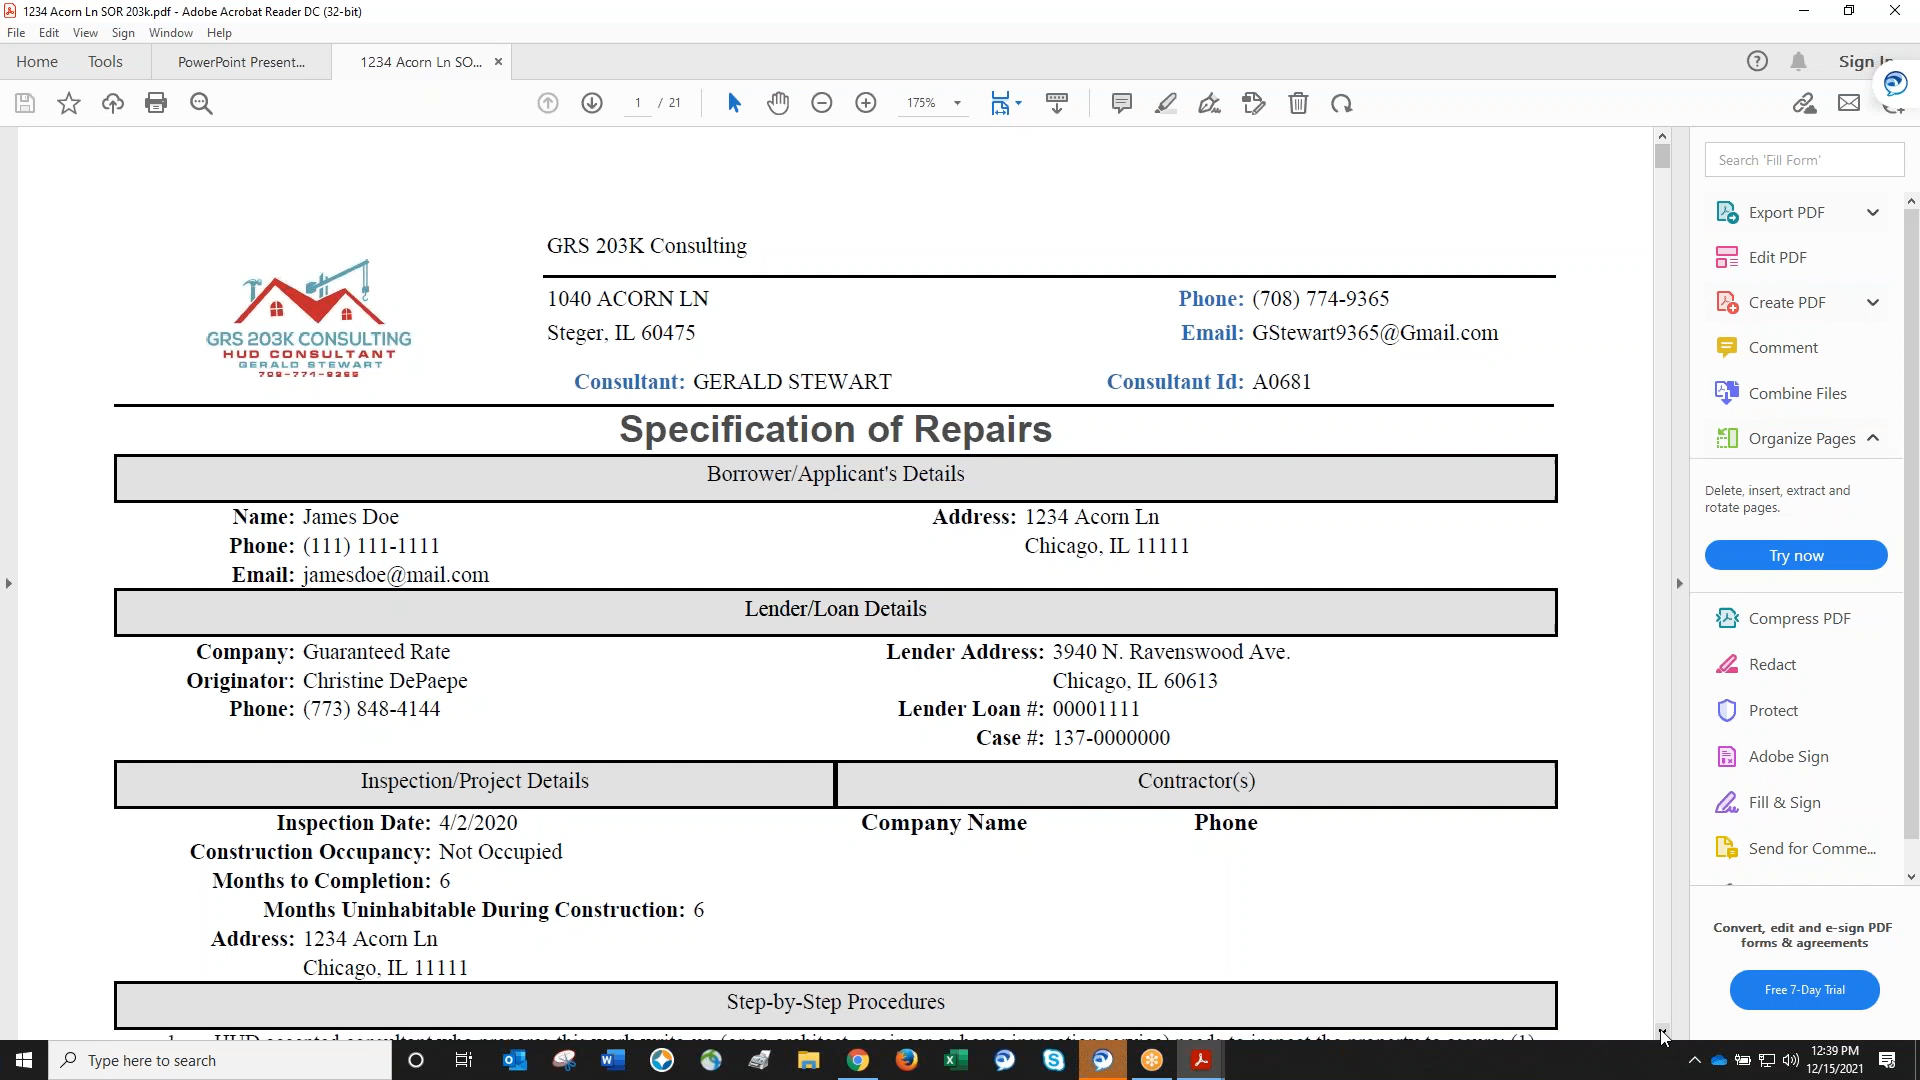 1234 Acorn Ln SOR 203k.pdf - Adobe Acrobat Reader DC (32-bit)
File Edit View Sign Window Help
Home Tools PowerPoint Present... 1234 Acorn Ln SO... Sign In
1 / 21 175%
Search 'Fill Form'
Export PDF
Edit PDF
Create PDF
Comment
Combine Files
Organize Pages
Delete, insert, extract and
rotate pages.
Try now
Compress PDF
Redact
Protect
Adobe Sign
Fill & Sign
Send for Comme...
Convert, edit and e-sign PDF
forms & agreements
Free 7-Day Trial
GRS 203K CONSULTING
HUD CONSULTANT
GERALD STEWART
708-774-9365
GRS 203K Consulting
1040 ACORN LN Phone: (708) 774-9365
Steger, IL 60475 Email: GStewart9365@Gmail.com
Consultant: GERALD STEWART Consultant Id: A0681
Specification of Repairs
Borrower/Applicant's Details
Name: James Doe Address: 1234 Acorn Ln
Phone: (111) 111-1111 Chicago, IL 11111
Email: jamesdoe@mail.com
Lender/Loan Details
Company: Guaranteed Rate Lender Address: 3940 N. Ravenswood Ave.
Originator: Christine DePaepe Chicago, IL 60613
Phone: (773) 848-4144 Lender Loan #: 00001111
Case #: 137-0000000
Inspection/Project Details Contractor(s)
Inspection Date: 4/2/2020 Company Name Phone
Construction Occupancy: Not Occupied
Months to Completion: 6
Months Uninhabitable During Construction: 6
Address: 1234 Acorn Ln
Chicago, IL 11111
Step-by-Step Procedures
Type here to search
12:39 PM
12/15/2021